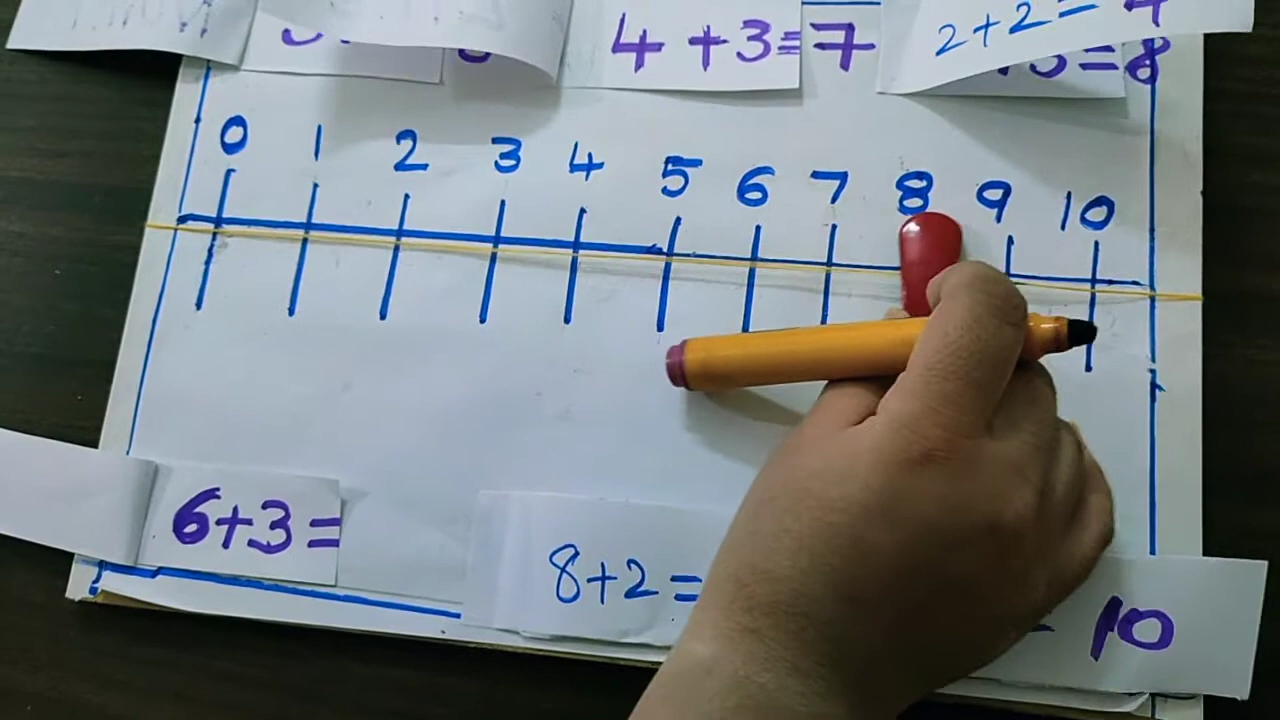 4 + 3 = 7
2 + 2 = 4
= 8
0 1 2 3 4 5 6 7 8 9 10
6 + 3 =
8 + 2 =
10